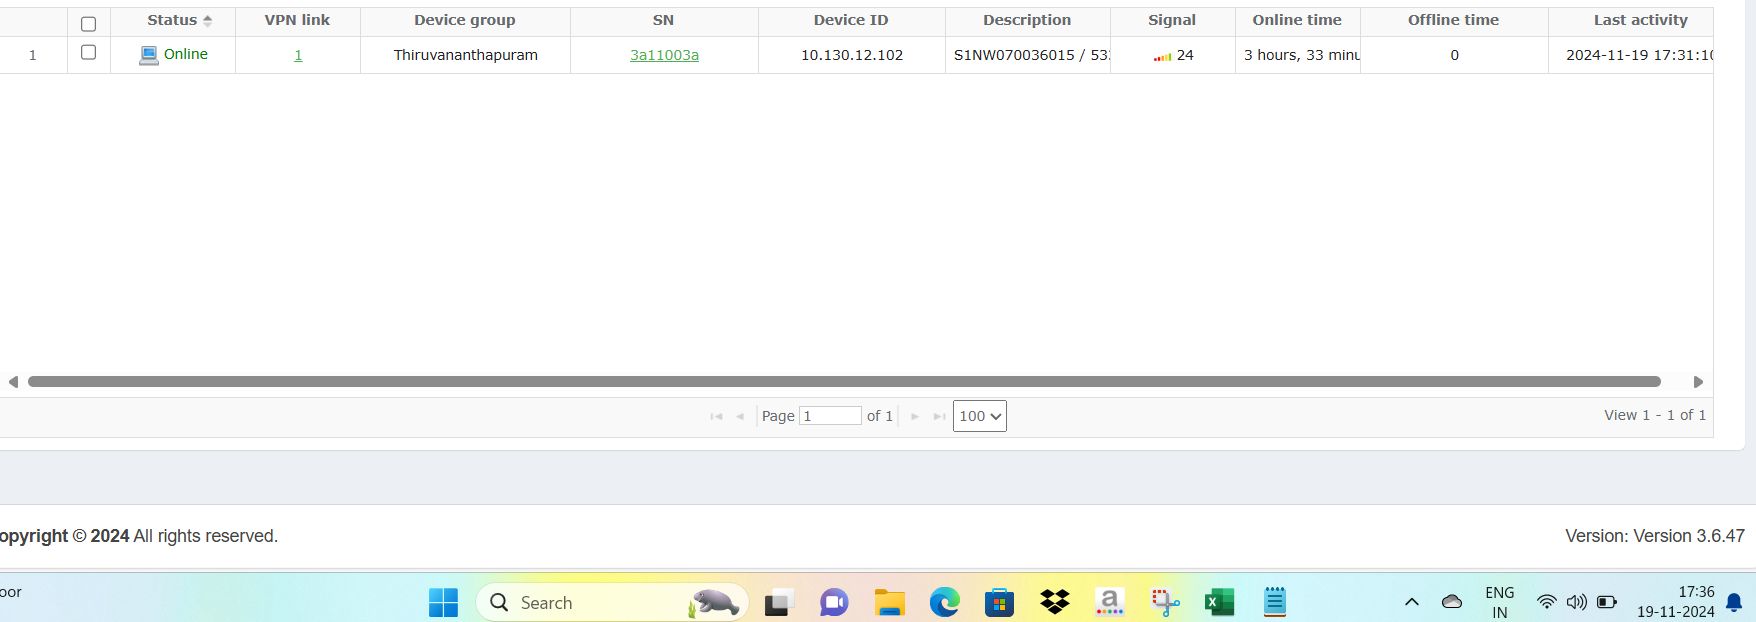 Status VPN link Device group SN Device ID Description Signal Online time Offline time Last activity
1 Online 1 Thiruvananthapuram 3a11003a 10.130.12.102 S1NW070036015 / 53 24 3 hours, 33 minu 0 2024-11-19 17:31:10
Page 1 of 1 100 View 1 - 1 of 1
opyright © 2024 All rights reserved. Version: Version 3.6.47
oor Search a ENG 17:36
IN 19-11-2024